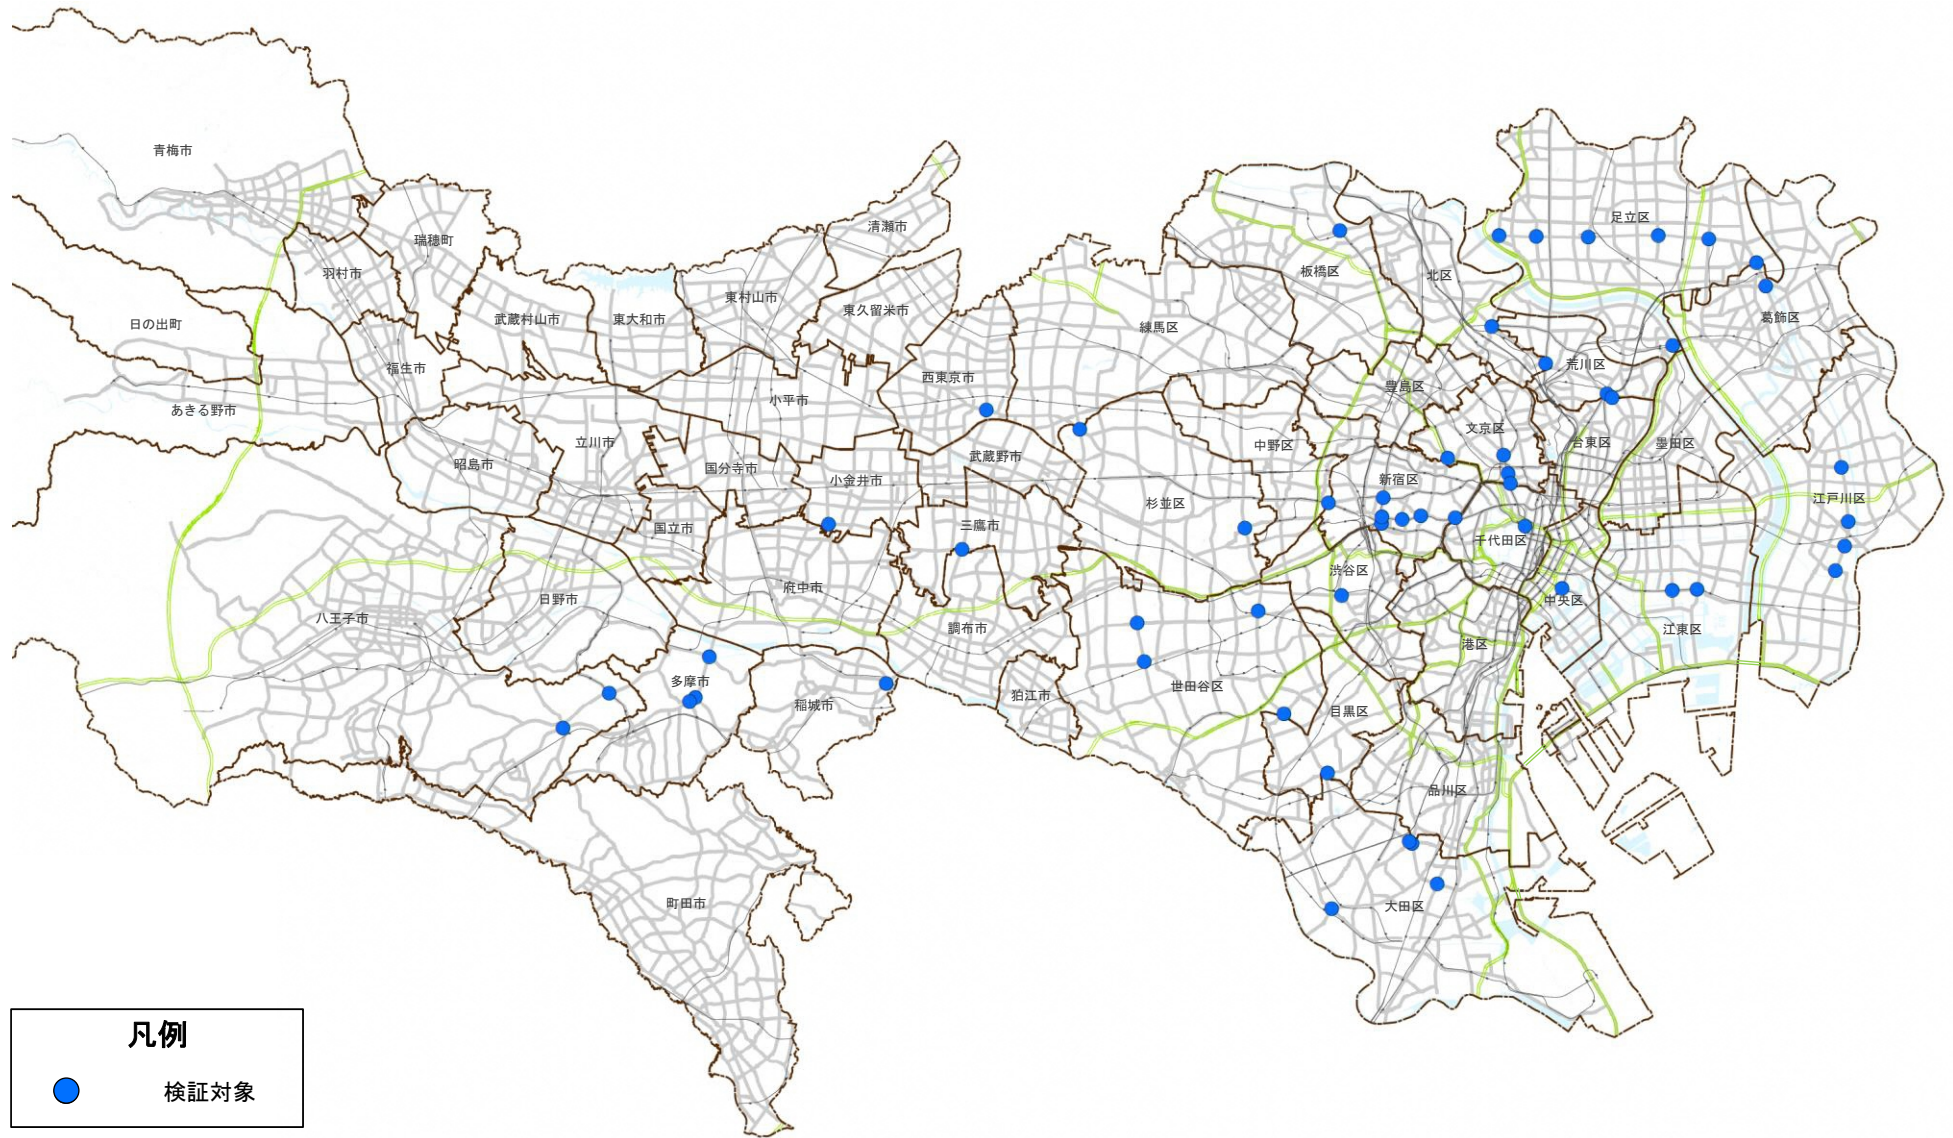 青梅市
清瀬市
足立区
瑞穂町
羽村市
板橋区
北区
東村山市
東久留米市
日の出町
武蔵村山市
東大和市
練馬区
葛飾区
福生市
西東京市
荒川区
豊島区
あきる野市
小平市
文京区
立川市
中野区
台東区
墨田区
昭島市
国分寺市
武蔵野市
小金井市
新宿区
杉並区
江戸川区
国立市
三鷹市
千代田区
渋谷区
府中市
日野市
中央区
八王子市
調布市
江東区
港区
多摩市
世田谷区
狛江市
稲城市
目黒区
品川区
町田市
大田区
凡例
検証対象